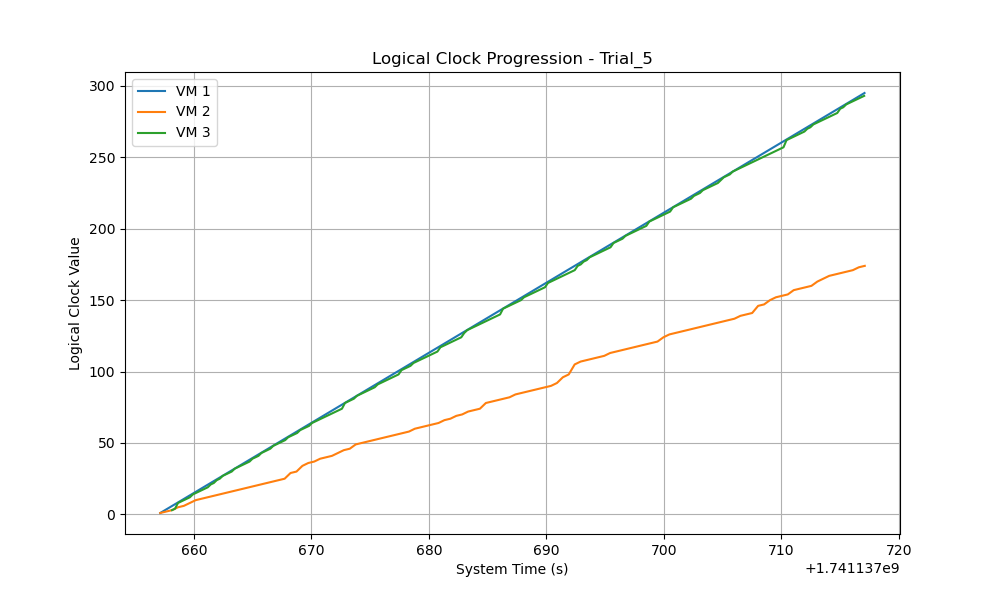 Logical Clock Progression - Trial_5
VM 1
VM 2
VM 3
Logical Clock Value
300
250
200
150
100
50
0
660 670 680 690 700 710 720
System Time (s)
+1.741137e9